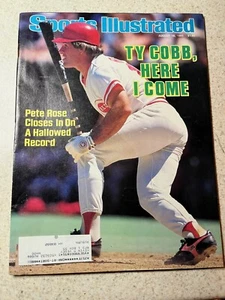 Sports Illustrated
TY COBB,
HERE
I COME
Pete Rose
Closes In On
A Hallowed
Record